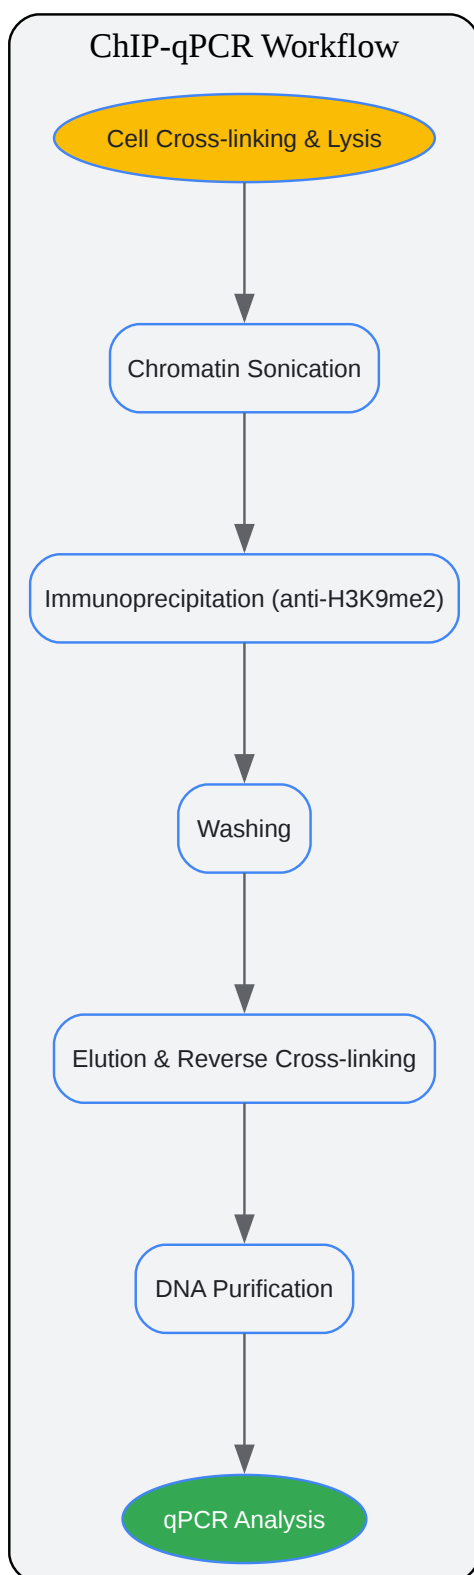 ChIP-qPCR Workflow
Cell Cross-linking & Lysis
Chromatin Sonication
Immunoprecipitation (anti-H3K9me2)
Washing
Elution & Reverse Cross-linking
DNA Purification
qPCR Analysis